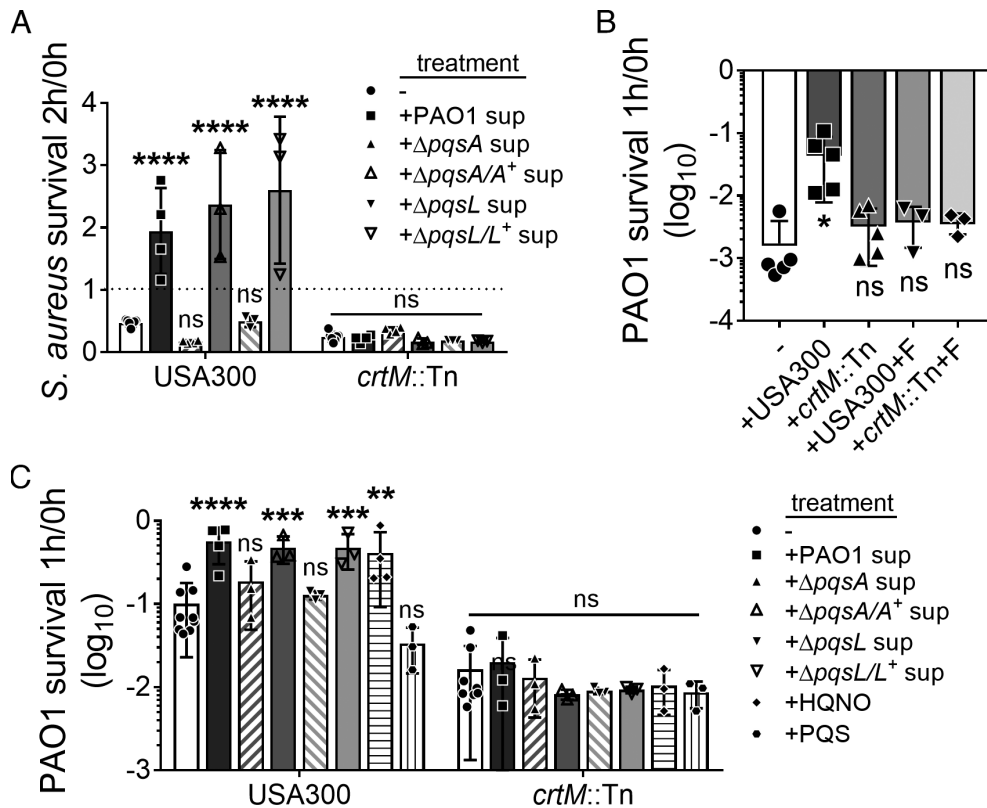 A
S. aureus survival 2h/0h
4
3
2
1
0
****
****
****
ns
ns
ns
USA300
crtM::Tn
treatment
-
+PAO1 sup
+ΔpqsA sup
+ΔpqsA/A⁺ sup
+ΔpqsL sup
+ΔpqsL/L⁺ sup
B
PAO1 survival 1h/0h
(log₁₀)
0
-1
-2
-3
-4
*
ns
ns
ns
-
+USA300
+crtM::Tn
+USA300+F
+crtM::Tn+F
C
PAO1 survival 1h/0h
(log₁₀)
-0
-1
-2
-3
****
ns
***
ns
***
**
ns
ns
ns
USA300
crtM::Tn
treatment
-
+PAO1 sup
+ΔpqsA sup
+ΔpqsA/A⁺ sup
+ΔpqsL sup
+ΔpqsL/L⁺ sup
+HQNO
+PQS